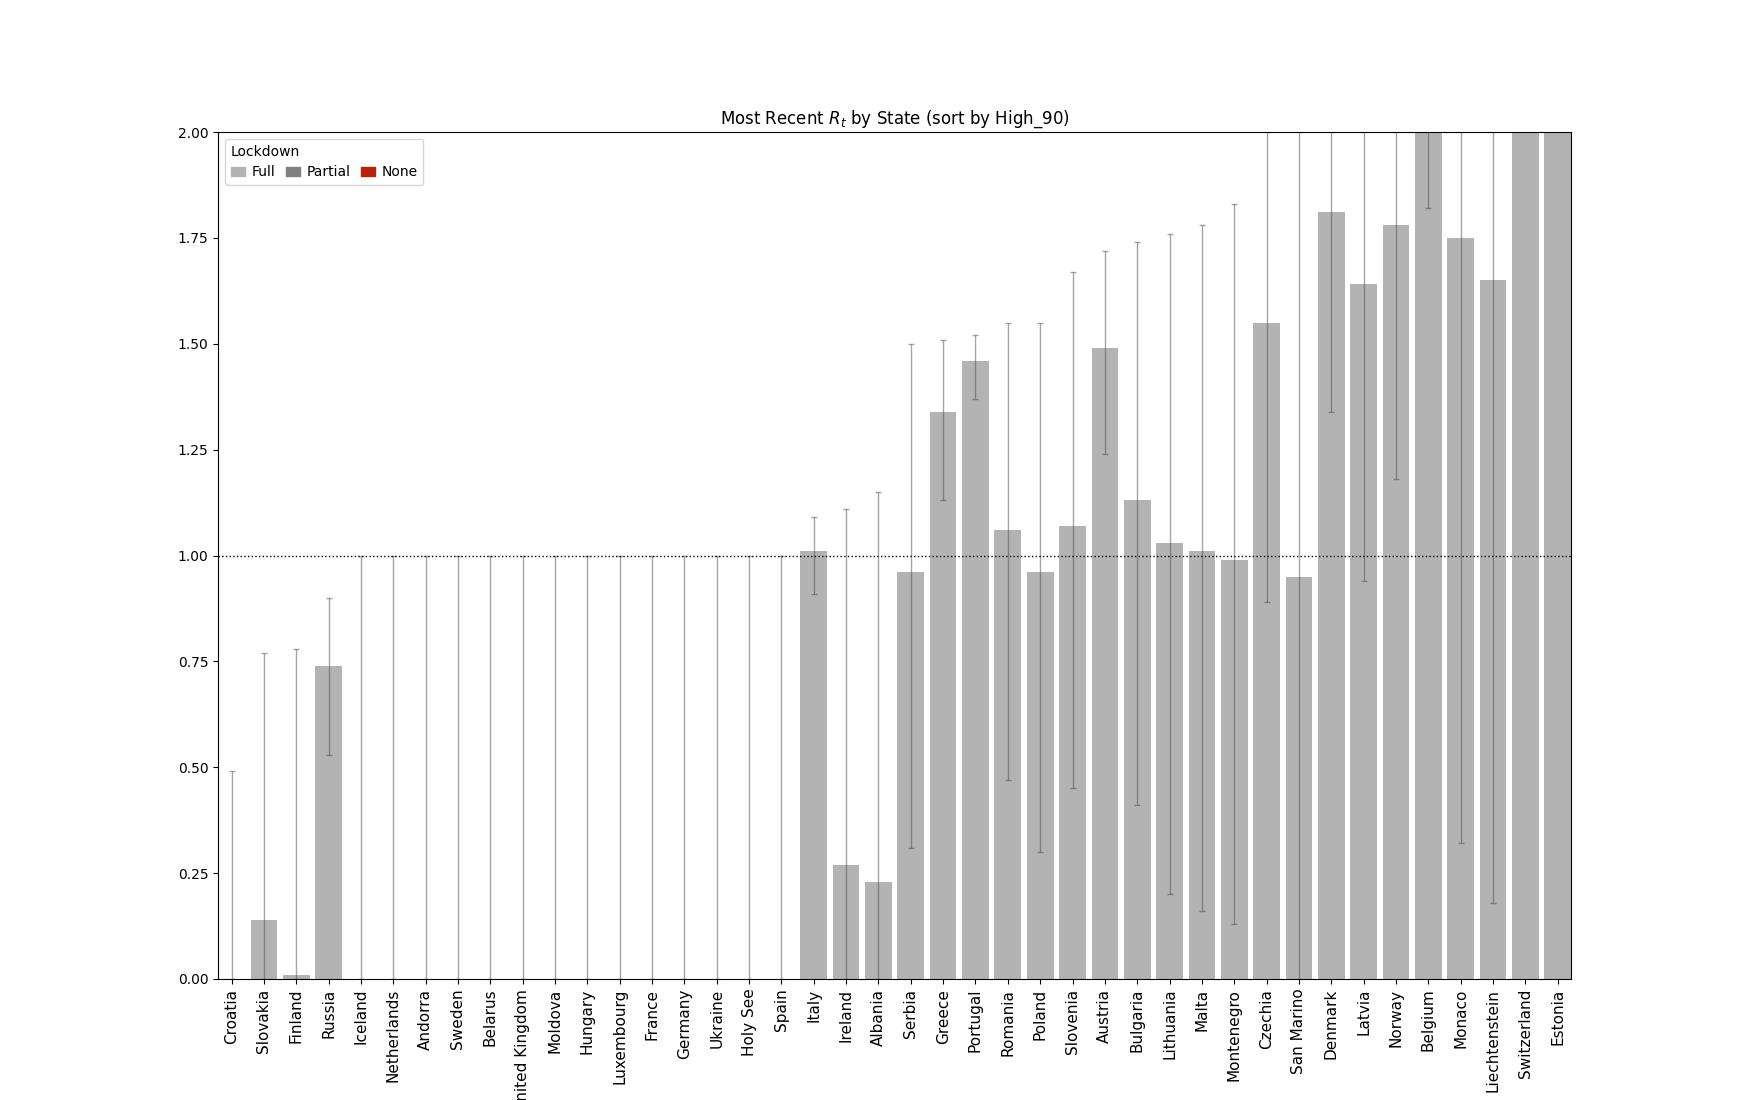 Most Recent R_t by State (sort by High_90)
2.00
Lockdown
Full Partial None
1.75
1.50
1.25
1.00
0.75
0.50
0.25
0.00
Croatia
Slovakia
Finland
Russia
Iceland
Netherlands
Andorra
Sweden
Belarus
nited Kingdom
Moldova
Hungary
Luxembourg
France
Germany
Ukraine
Holy See
Spain
Italy
Ireland
Albania
Serbia
Greece
Portugal
Romania
Poland
Slovenia
Austria
Bulgaria
Lithuania
Malta
Montenegro
Czechia
San Marino
Denmark
Latvia
Norway
Belgium
Monaco
Liechtenstein
Switzerland
Estonia